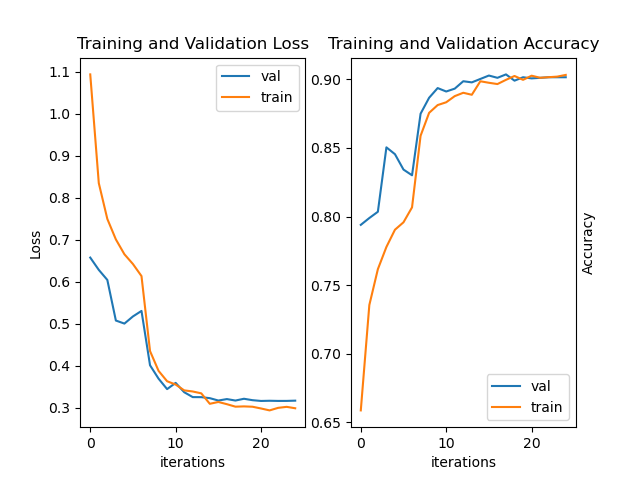 Training and Validation Loss
Training and Validation Accuracy
1.1
1.0
0.9
0.8
0.7
0.6
0.5
0.4
0.3
Loss
0
10
20
iterations
val
train
0.90
0.85
0.80
0.75
0.70
0.65
Accuracy
0
10
20
iterations
val
train